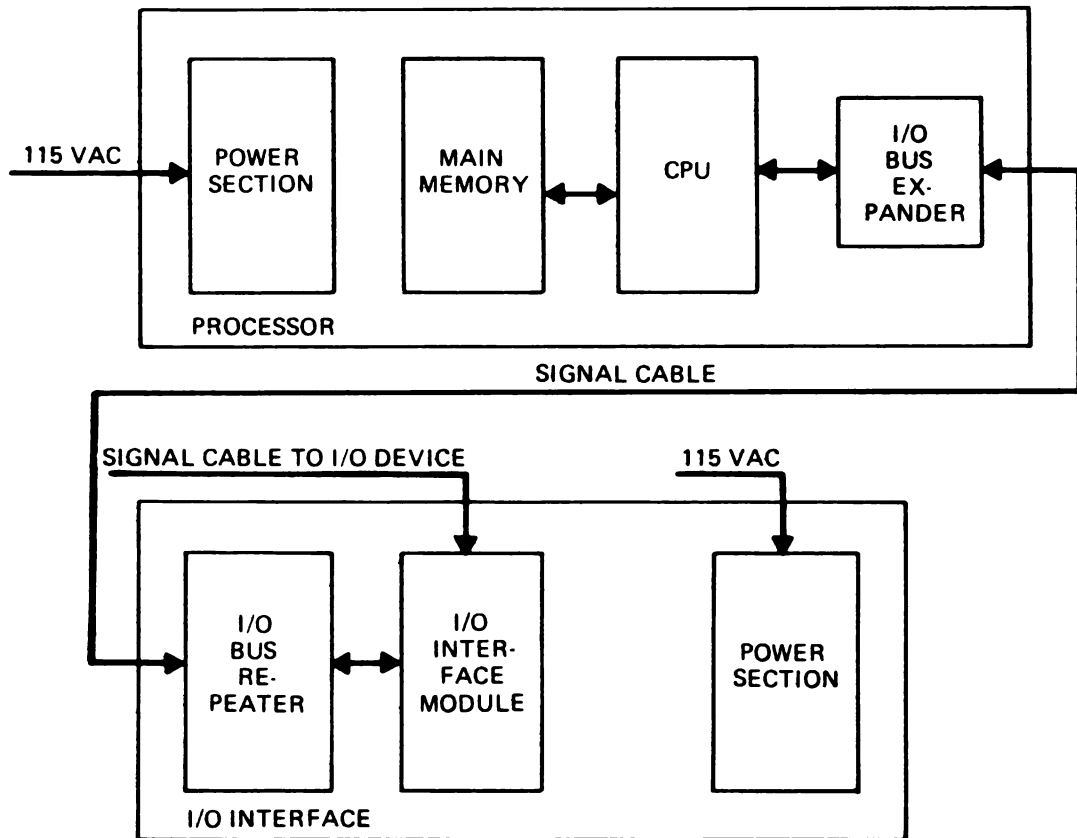 115 VAC
POWER
SECTION
MAIN
MEMORY
CPU
I/O
BUS
EX-
PANDER
PROCESSOR
SIGNAL CABLE
SIGNAL CABLE TO I/O DEVICE
115 VAC
I/O
BUS
RE-
PEATER
I/O
INTER-
FACE
MODULE
POWER
SECTION
I/O INTERFACE